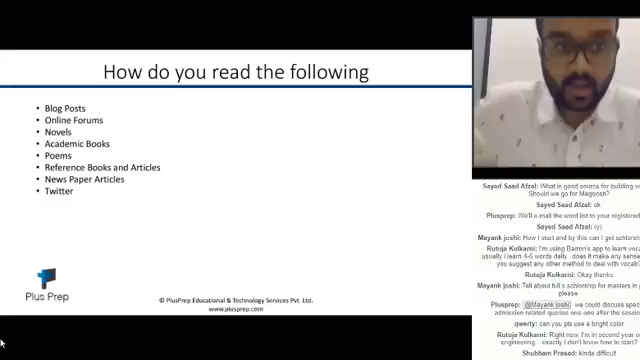 How do you read the following
• Blog Posts
• Online Forums
• Novels
• Academic Books
• Poems
• Reference Books and Articles
• News Paper Articles
• Twitter
Plus Prep
© PlusPrep Educational & Technology Services Pvt. Ltd.
www.plusprep.com
Sayed Saad Afzal: What is good source for building
Should we go for Magoosh?
Sayed Saad Afzal: ok
Plusprep: We'll e-mail the word list to your registered
Sayed Saad Afzal: (y)
Mayank joshi: How I start and by this can I get
Rutuja Kulkarni: I'm using Barron's app to learn
usually I learn 4-5 words daily.. does it make any
you suggest any other method to deal with vocab?
Rutuja Kulkarni: Okay thanks
Mayank joshi: Tell about full s schlorship for masters in
please
Plusprep: @Mayank joshi we could discuss
admission related queries one-one after the
qwerty: can you pls use a bright color
Rutuja Kulkarni: Right now, I'm in second year
engineering. exactly I don't know how to start?
Shubham Prasad: kinda difficult